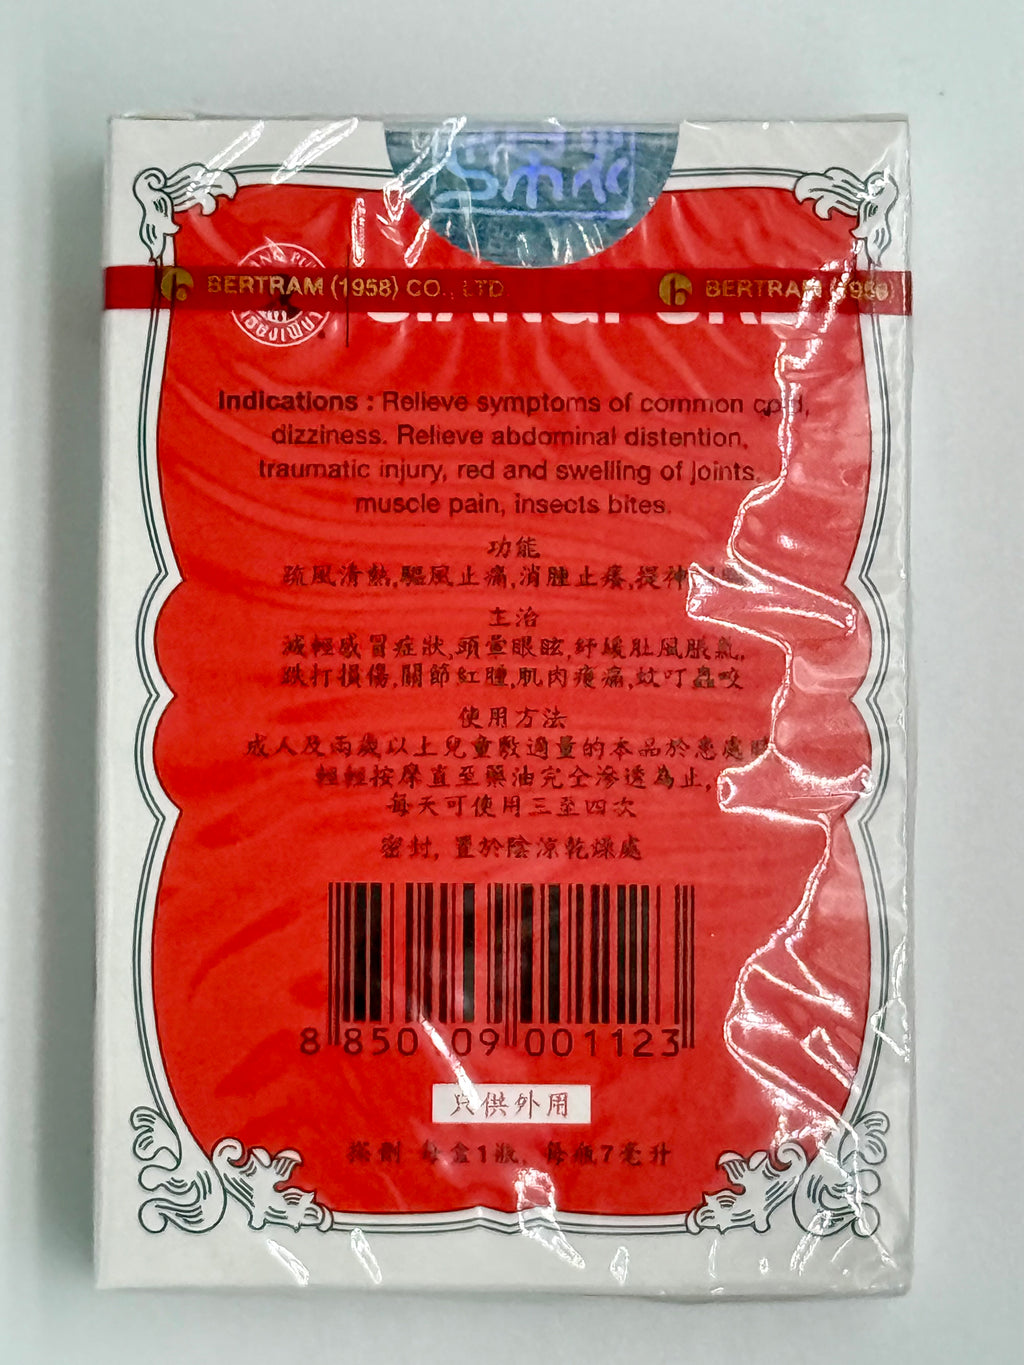 BERTRAM (1958) CO., LTD. BERTRAM (1958)
Indications : Relieve symptoms of common cold,
dizziness. Relieve abdominal distention,
traumatic injury, red and swelling of joints,
muscle pain, insects bites.
功能
疏風清熱,驅風止痛,消腫止癢,提神
主治
減輕感冒症狀,頭暈眼眩,紓緩肚風脹氣,
跌打損傷,關節紅腫,肌肉痠痛,蚊叮蟲咬
使用方法
成人及兩歲以上兒童敷適量的本品於患處
輕輕按摩直至藥油完全滲透為止,
每天可使用三至四次
密封, 置於陰涼乾燥處
8 850 09 001123
只供外用
搽劑 每盒1瓶, 每瓶7毫升